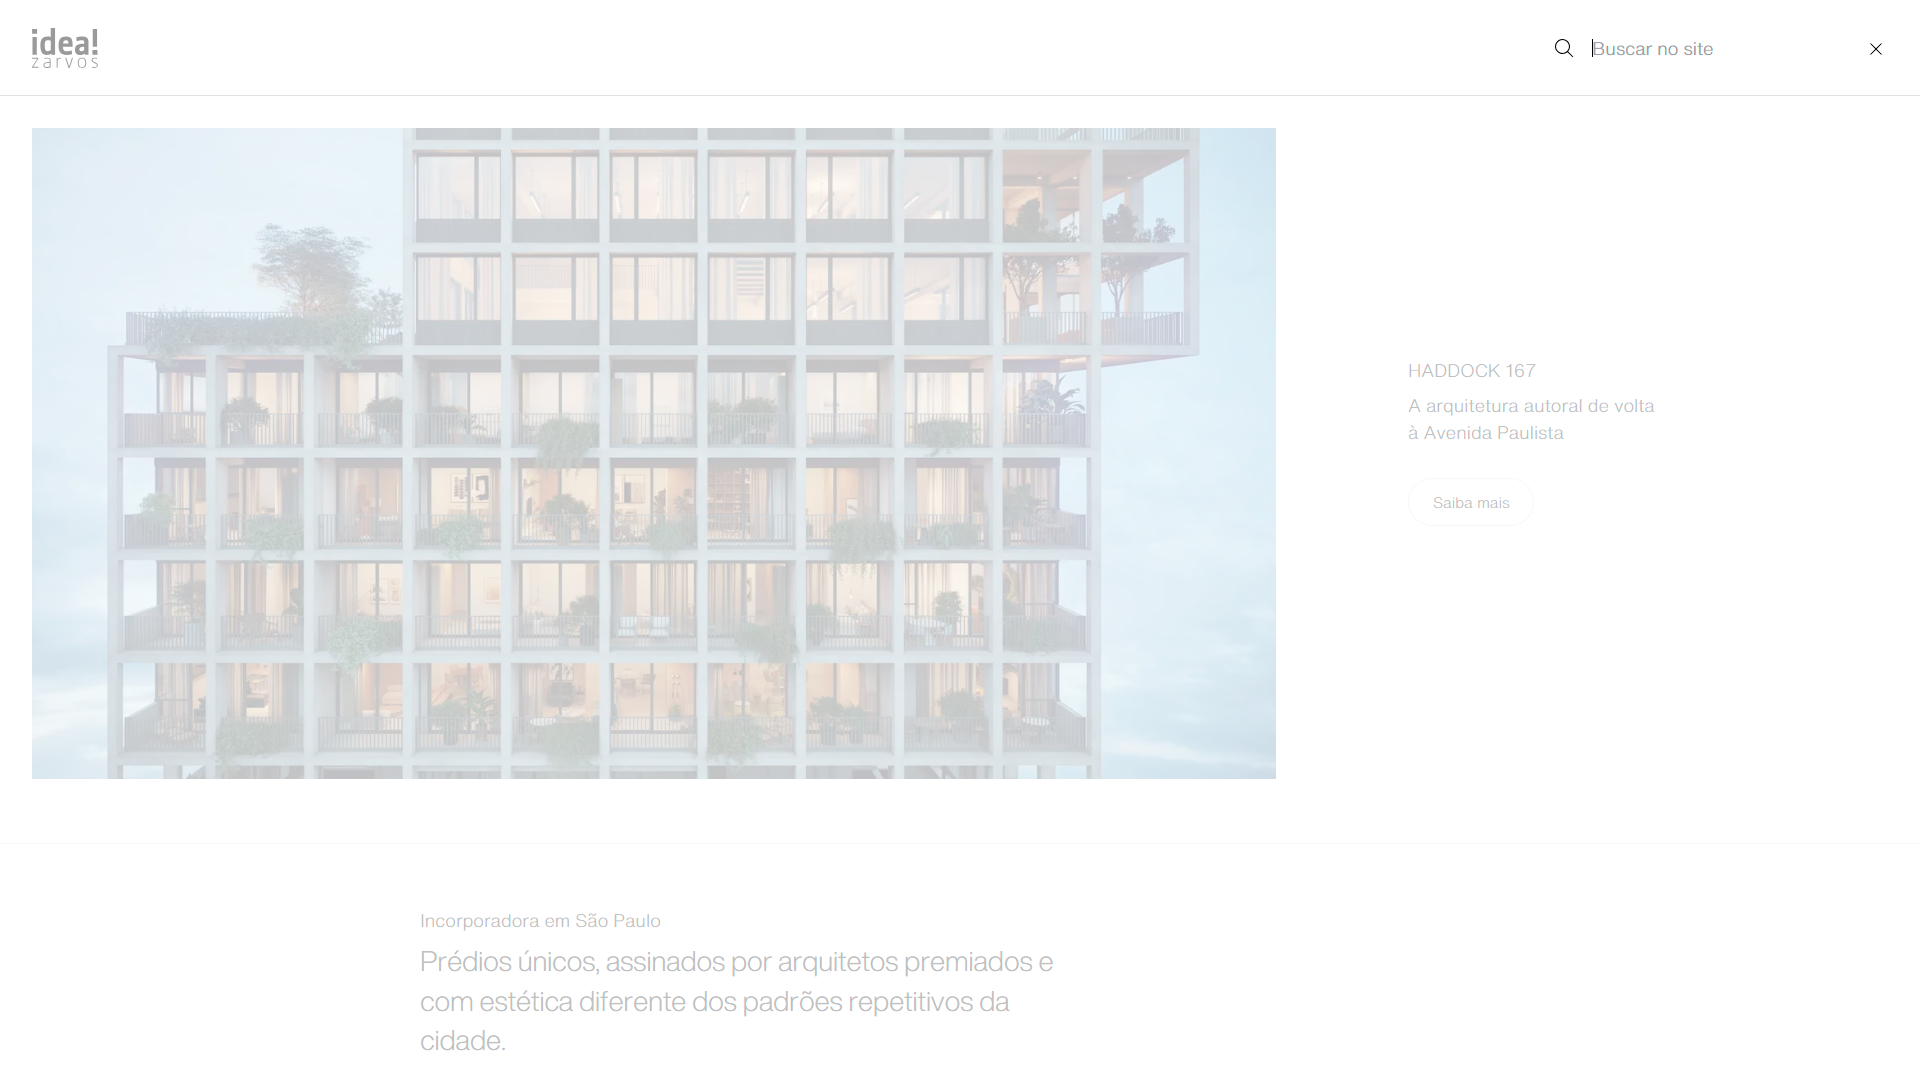 idea!
zarvos
Buscar no site
HADDOCK 167
A arquitetura autoral de volta
à Avenida Paulista
Saiba mais
Incorporadora em São Paulo
Prédios únicos, assinados por arquitetos premiados e
com estética diferente dos padrões repetitivos da
cidade.